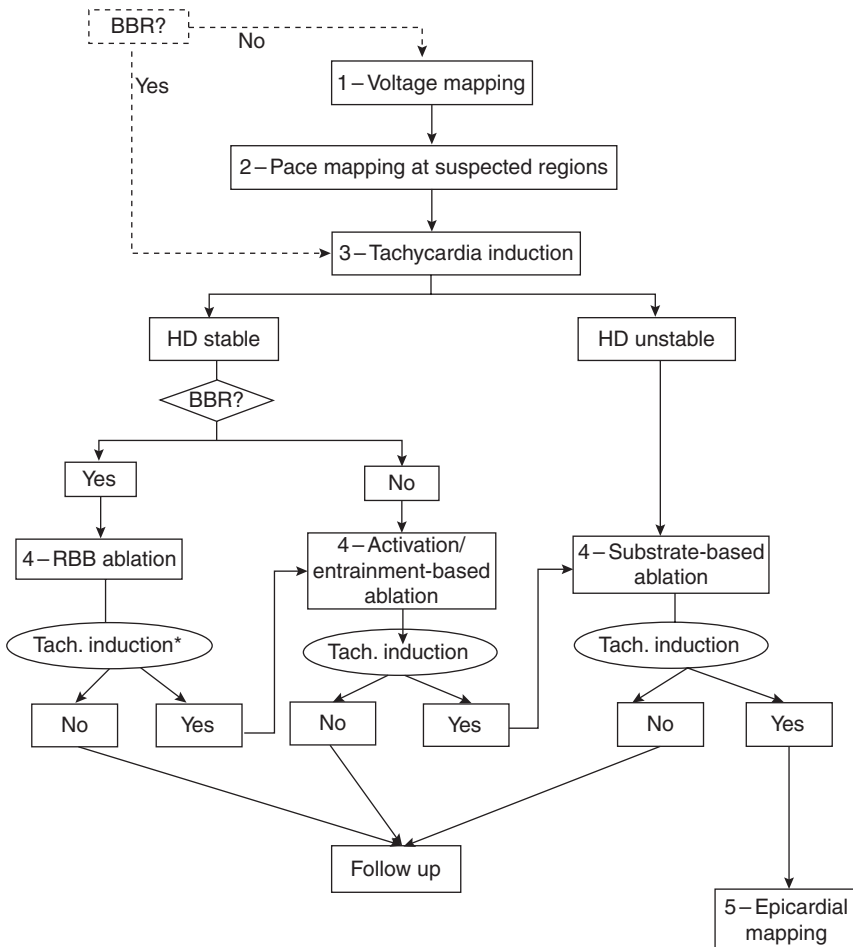 BBR?
No
Yes
1–Voltage mapping
2–Pace mapping at suspected regions
3–Tachycardia induction
HD stable
HD unstable
BBR?
Yes
No
4–RBB ablation
4–Activation/
entrainment-based
ablation
4–Substrate-based
ablation
Tach. induction*
Tach. induction
Tach. induction
No
Yes
No
Yes
No
Yes
Follow up
5–Epicardial
mapping